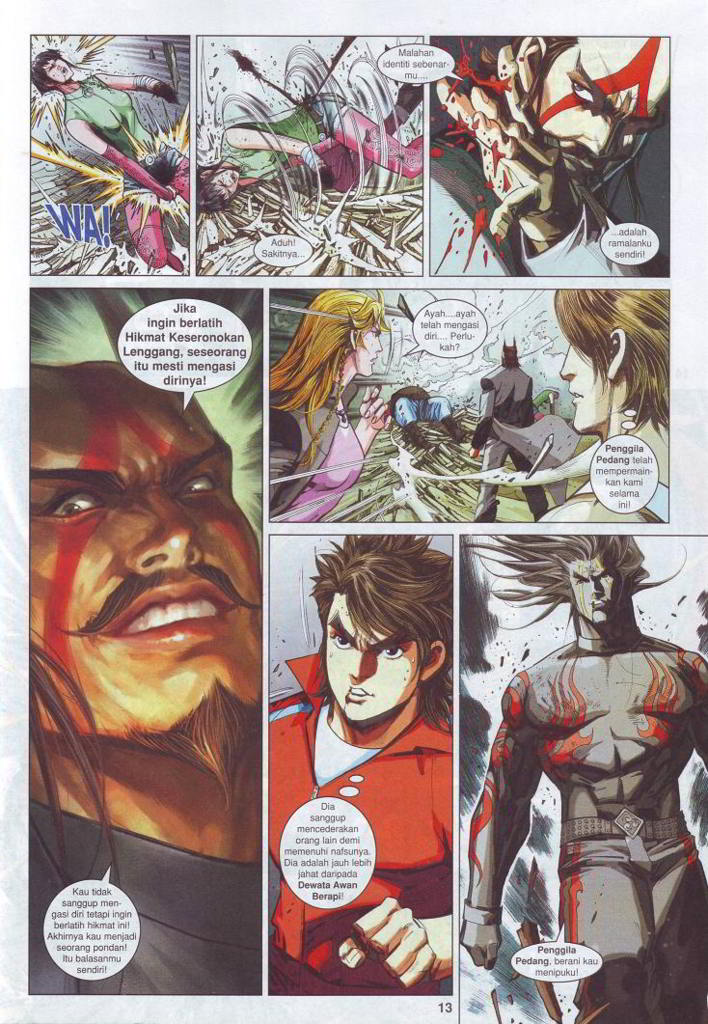 WA!
Aduh!
Sakitnya...
Malahan
identiti sebenar-
mu....
...adalah
ramalanku
sendiri!
Jika
ingin berlatih
Hikmat Keseronokan
Lenggang, seseorang
itu mesti mengasi
dirinya!
Kau tidak
sanggup men-
gasi diri tetapi ingin
berlatih hikmat ini!
Akhirnya kau menjadi
seorang pondan!
Itu balasanmu
sendiri!
Ayah....ayah
telah mengasi
diri.... Perlu-
kah?
Penggila
Pedang telah
mempermain-
kan kami
selama
ini!
Dia
sanggup
mencederakan
orang lain demi
memenuhi nafsunya.
Dia adalah jauh lebih
jahat daripada
Dewata Awan
Berapi!
Penggila
Pedang, berani kau
menipuku!
13